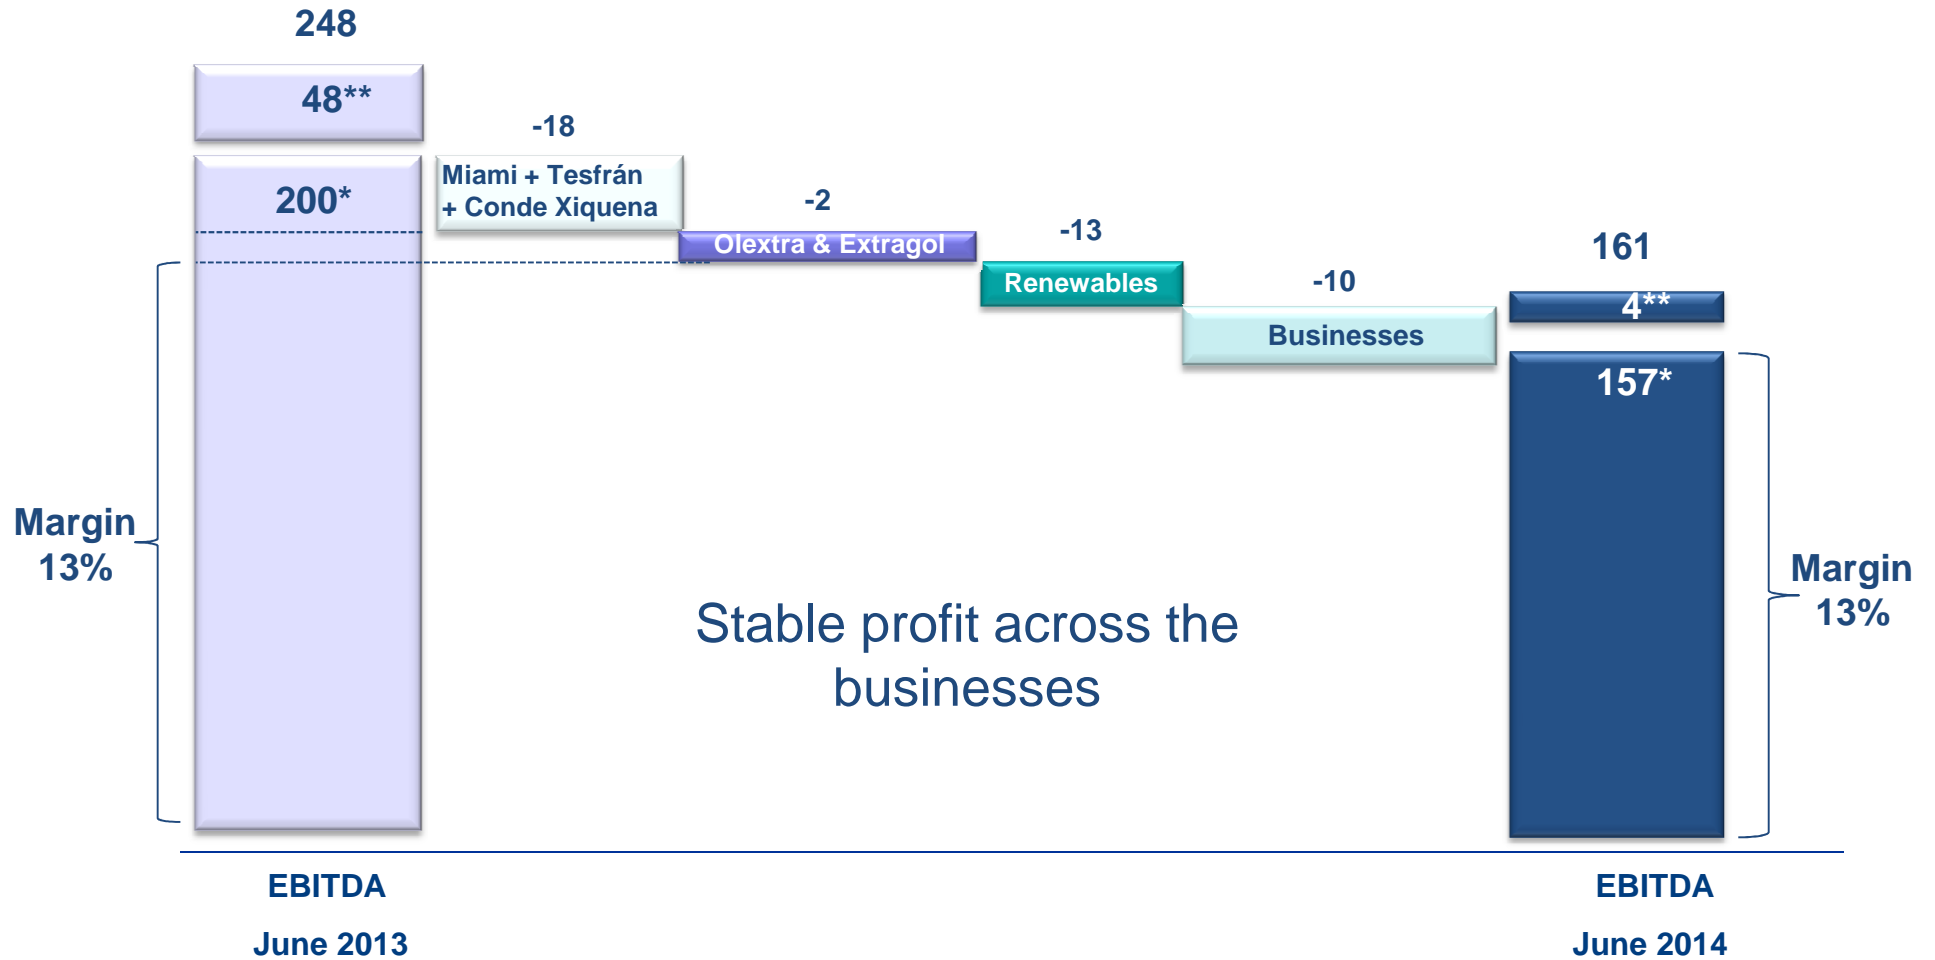 248
48**
200*
-18
Miami + Tesfrán
+ Conde Xiquena
-2
Olextra & Extragol
-13
Renewables
-10
Businesses
161
4**
157*
Margin
13%
Margin
13%
Stable profit across the
businesses
EBITDA
June 2013
EBITDA
June 2014